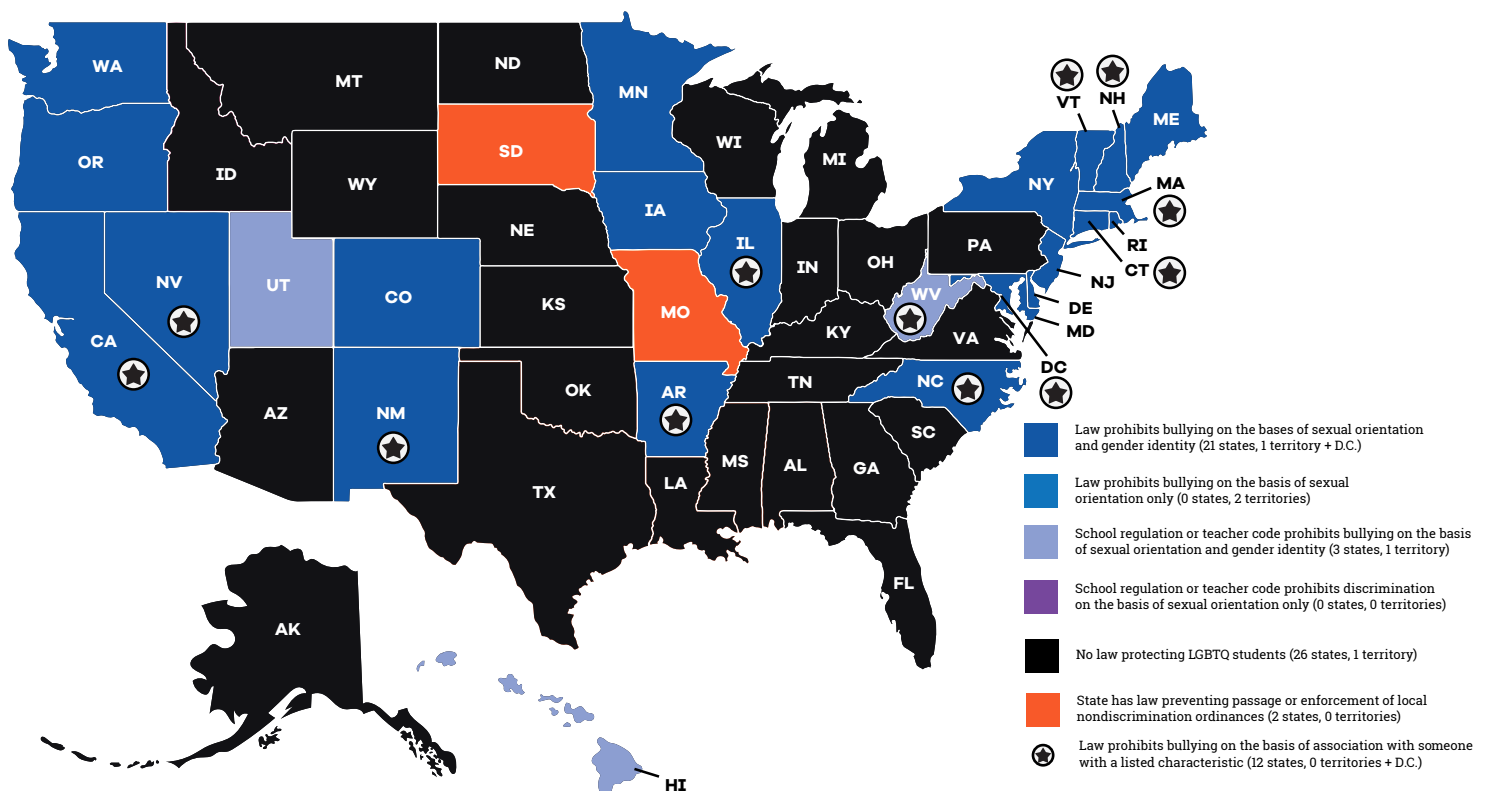 WA
MT
ND
MN
OR
ID
WY
SD
WI
MI
VT
NH
ME
NY
MA
RI
CT
NJ
DE
MD
DC
NV
UT
CO
NE
IA
IL
IN
OH
PA
WV
VA
CA
KS
MO
KY
AZ
NM
OK
AR
TN
NC
SC
TX
LA
MS
AL
GA
FL
AK
HI
Law prohibits bullying on the bases of sexual orientation
and gender identity (21 states, 1 territory + D.C.)
Law prohibits bullying on the basis of sexual
orientation only (0 states, 2 territories)
School regulation or teacher code prohibits bullying on the basis
of sexual orientation and gender identity (3 states, 1 territory)
School regulation or teacher code prohibits discrimination
on the basis of sexual orientation only (0 states, 0 territories)
No law protecting LGBTQ students (26 states, 1 territory)
State has law preventing passage or enforcement of local
nondiscrimination ordinances (2 states, 0 territories)
Law prohibits bullying on the basis of association with someone
with a listed characteristic (12 states, 0 territories + D.C.)